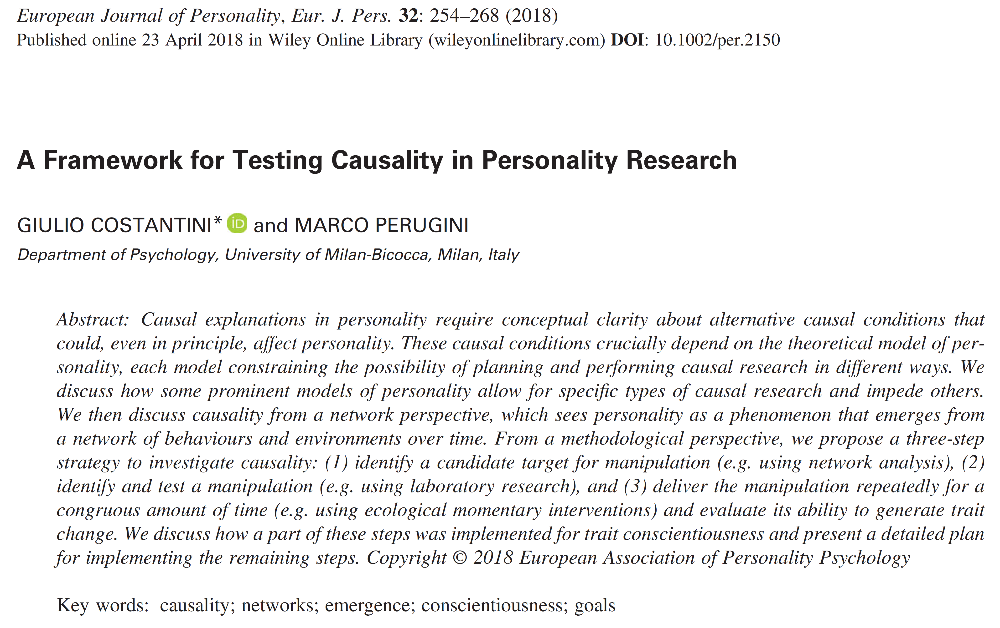 European Journal of Personality, Eur. J. Pers. 32: 254–268 (2018)
Published online 23 April 2018 in Wiley Online Library (wileyonlinelibrary.com) DOI: 10.1002/per.2150
A Framework for Testing Causality in Personality Research
GIULIO COSTANTINI* iD and MARCO PERUGINI
Department of Psychology, University of Milan-Bicocca, Milan, Italy
Abstract: Causal explanations in personality require conceptual clarity about alternative causal conditions that
could, even in principle, affect personality. These causal conditions crucially depend on the theoretical model of per-
sonality, each model constraining the possibility of planning and performing causal research in different ways. We
discuss how some prominent models of personality allow for specific types of causal research and impede others.
We then discuss causality from a network perspective, which sees personality as a phenomenon that emerges from
a network of behaviours and environments over time. From a methodological perspective, we propose a three-step
strategy to investigate causality: (1) identify a candidate target for manipulation (e.g. using network analysis), (2)
identify and test a manipulation (e.g. using laboratory research), and (3) deliver the manipulation repeatedly for a
congruous amount of time (e.g. using ecological momentary interventions) and evaluate its ability to generate trait
change. We discuss how a part of these steps was implemented for trait conscientiousness and present a detailed plan
for implementing the remaining steps. Copyright © 2018 European Association of Personality Psychology
Key words: causality; networks; emergence; conscientiousness; goals